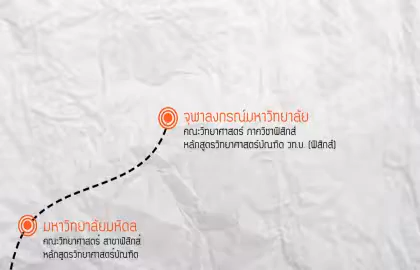 จุฬาลงกรณ์มหาวิทยาลัย
คณะวิทยาศาสตร์ ภาควิชาฟิสิกส์
หลักสูตรวิทยาศาสตร์บัณฑิต วท.บ. (ฟิสิกส์)
มหาวิทยาลัยมหิดล
คณะวิทยาศาสตร์ สาขาฟิสิกส์
หลักสูตรวิทยาศาสตร์บัณฑิต